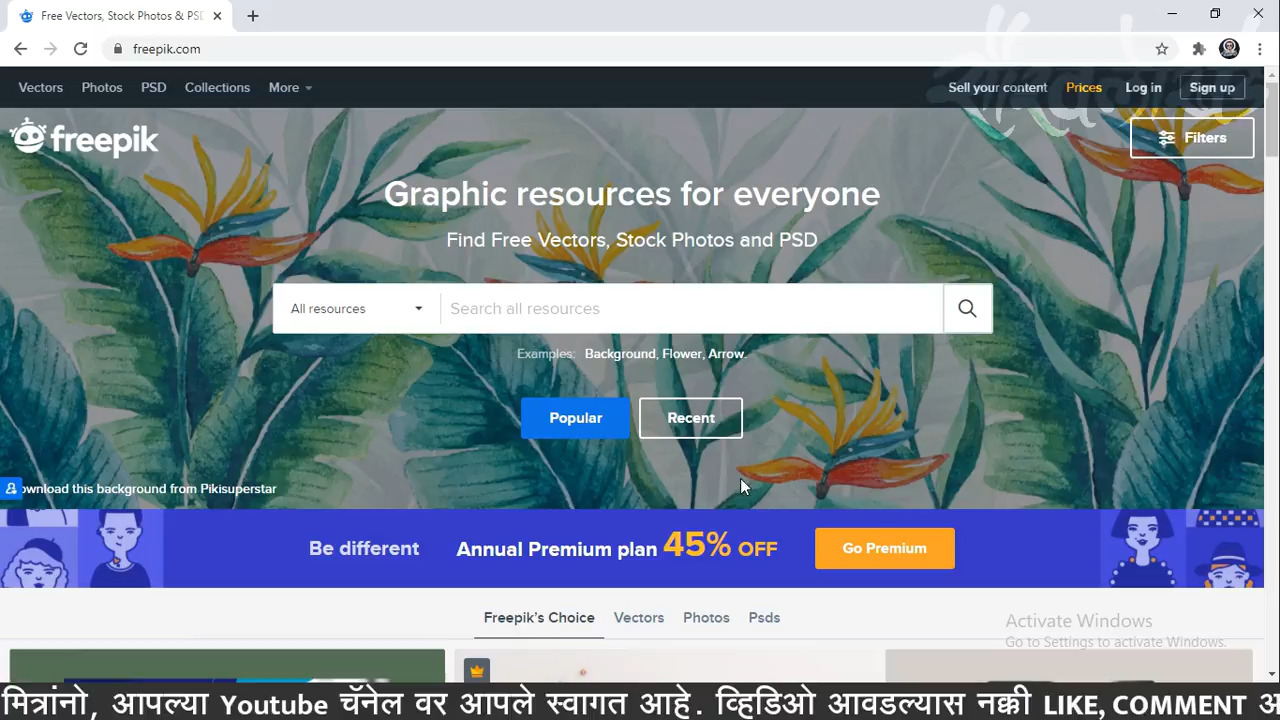 Free Vectors, Stock Photos & PSD
freepik.com
Vectors Photos PSD Collections More
Sell your content Prices Log in Sign up
freepik
Filters
Graphic resources for everyone
Find Free Vectors, Stock Photos and PSD
All resources Search all resources
Examples: Background, Flower, Arrow.
Popular Recent
ownload this background from Pikisuperstar
Be different Annual Premium plan 45% OFF Go Premium
Freepik's Choice Vectors Photos Psds
Activate Windows
Go to Settings to activate Windows.
मित्रांनो, आपल्या Youtube चॅनेल वर आपले स्वागत आहे. व्हिडिओ आवडल्यास नक्की LIKE, COMMENT